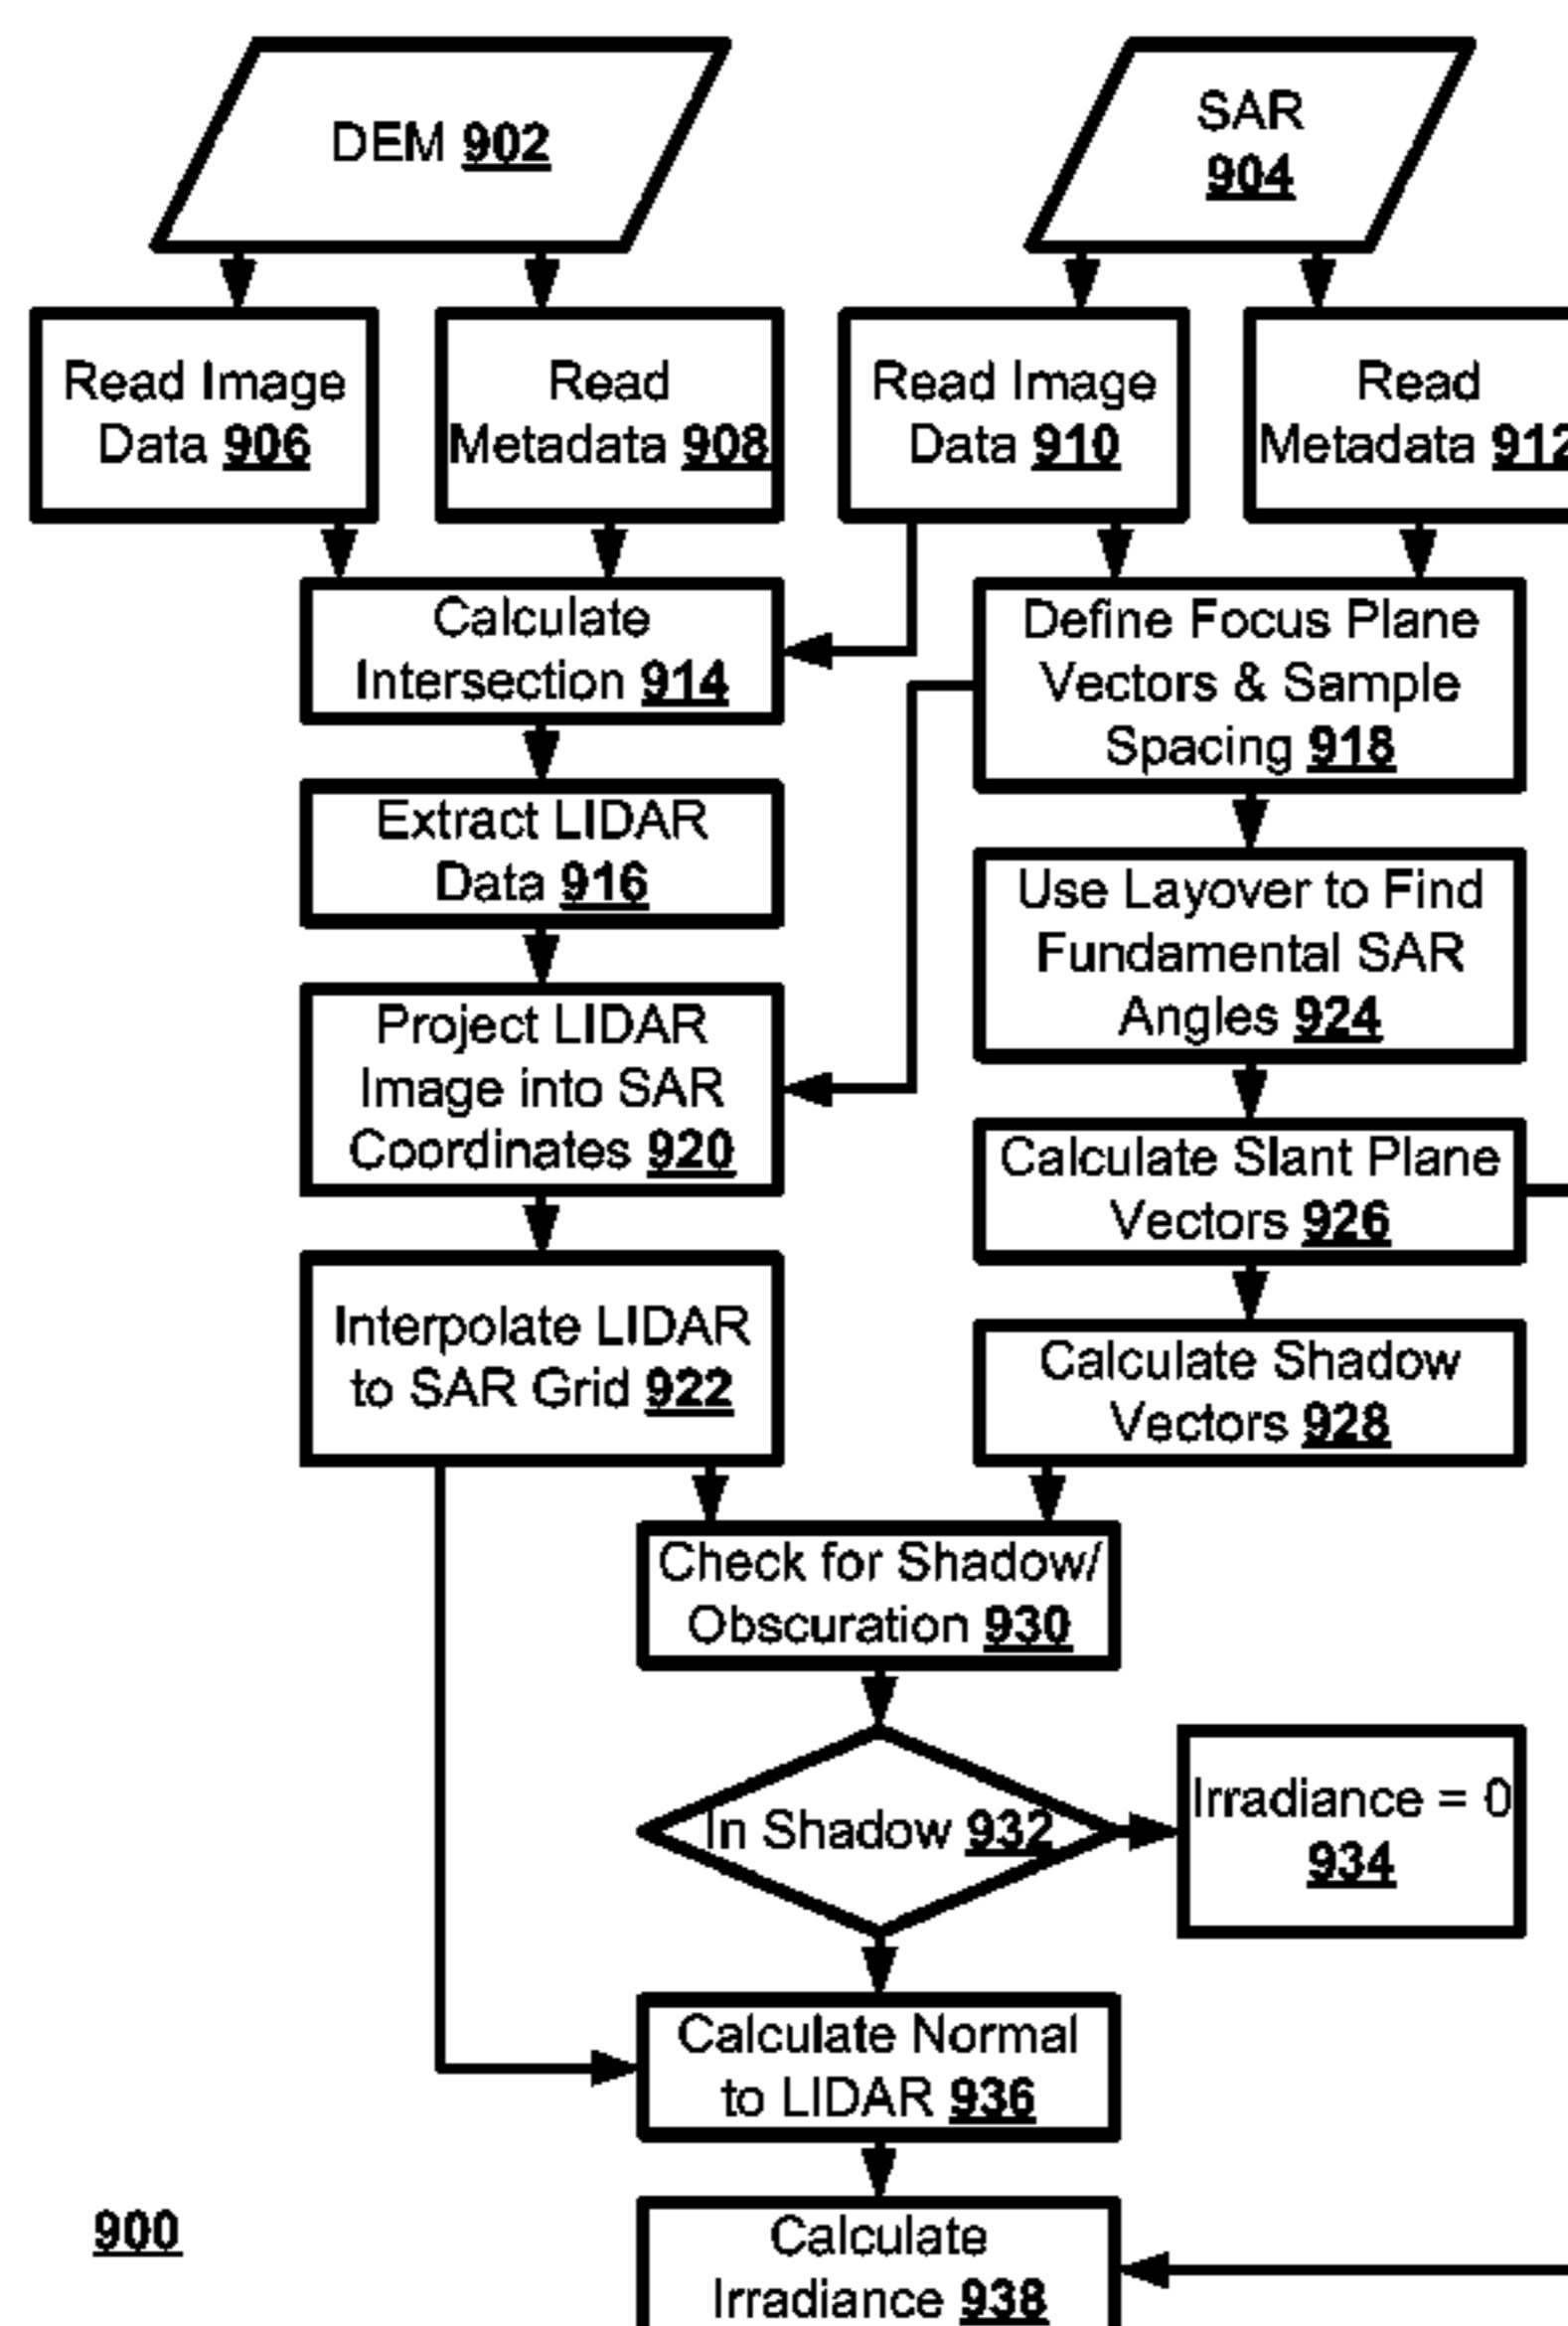 DEM 902
SAR
904
Read Image
Data 906
Read
Metadata 908
Read Image
Data 910
Read
Metadata 912
Calculate
Intersection 914
Define Focus Plane
Vectors & Sample
Spacing 918
Extract LIDAR
Data 916
Use Layover to Find
Fundamental SAR
Angles 924
Project LIDAR
Image into SAR
Coordinates 920
Calculate Slant Plane
Vectors 926
Interpolate LIDAR
to SAR Grid 922
Calculate Shadow
Vectors 928
Check for Shadow/
Obscuration 930
In Shadow 932
Irradiance = 0
934
Calculate Normal
to LIDAR 936
900
Calculate
Irradiance 938